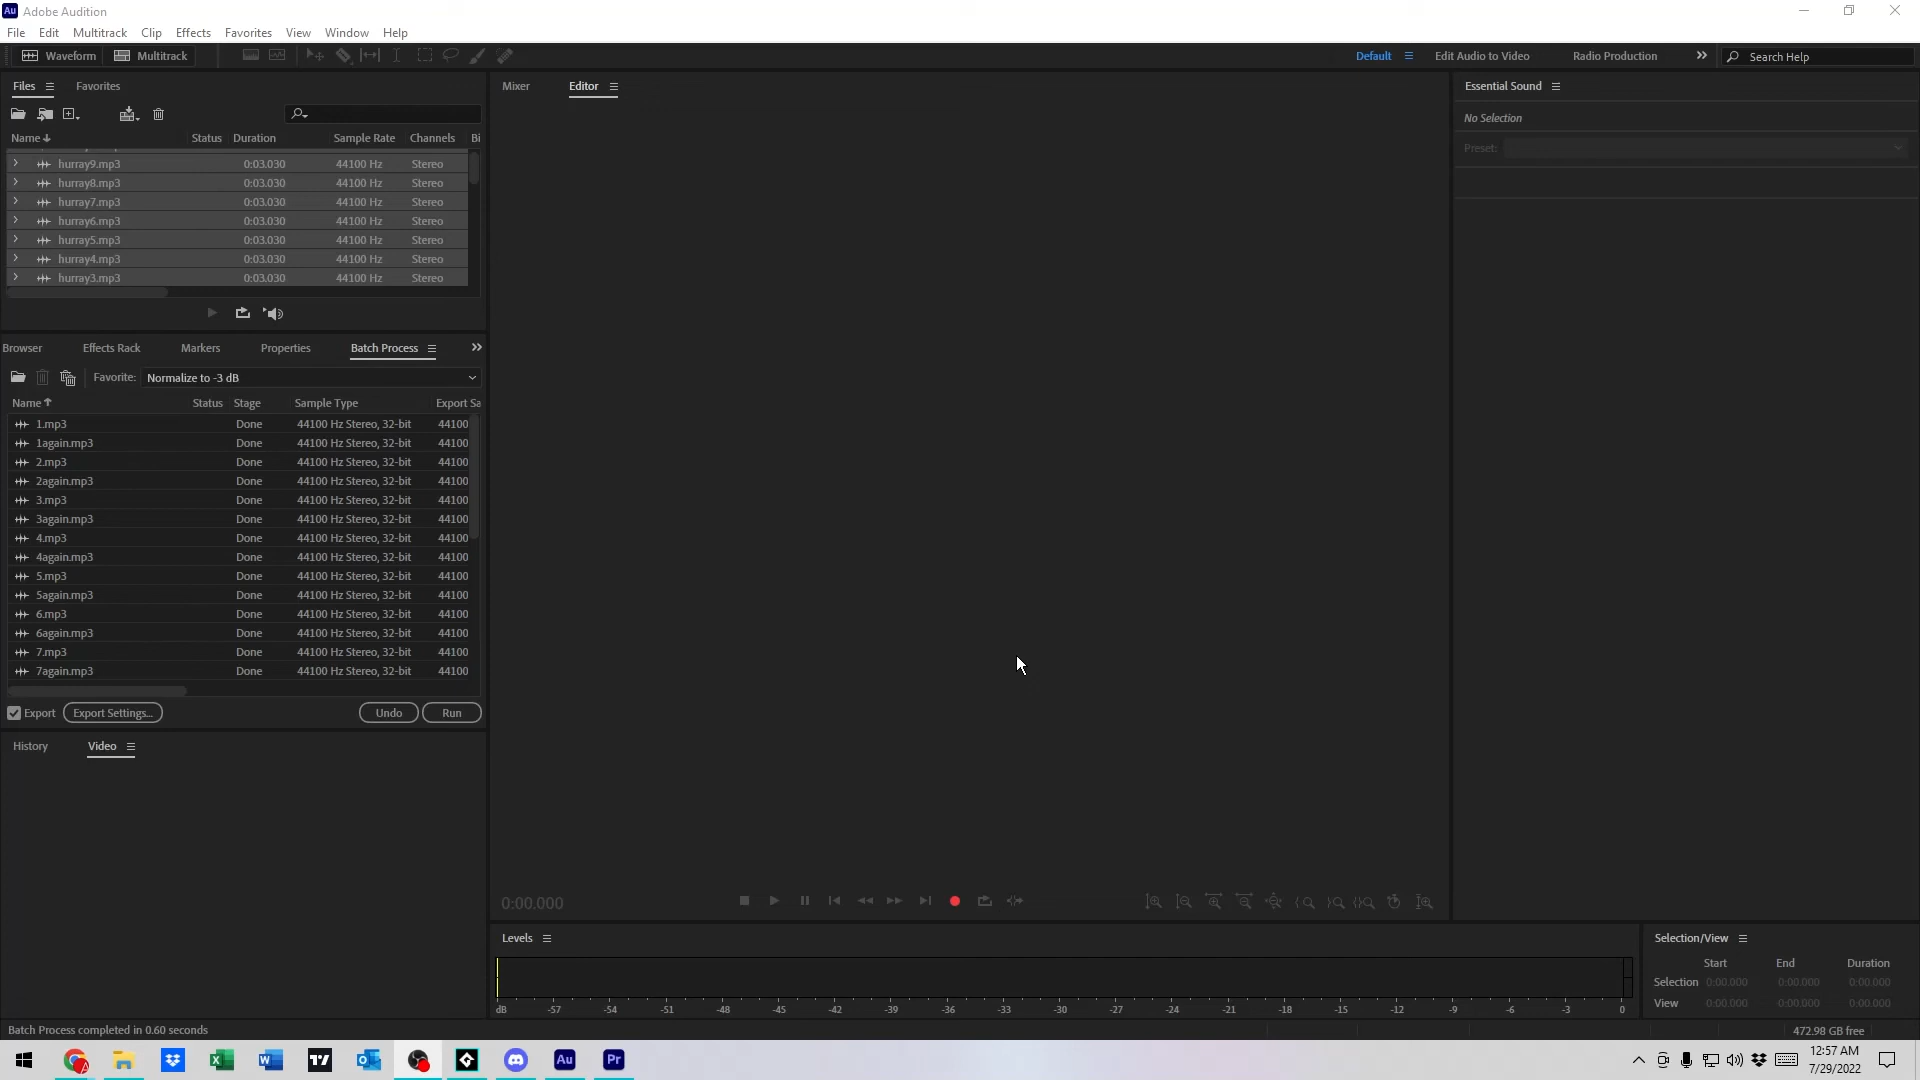 Au Adobe Audition
File Edit Multitrack Clip Effects Favorites View Window Help
Waveform Multitrack Default Edit Audio to Video Radio Production Search Help
Files Favorites
Name Status Duration Sample Rate Channels Bi
hurray9.mp3 0:03.030 44100 Hz Stereo
hurray8.mp3 0:03.030 44100 Hz Stereo
hurray7.mp3 0:03.030 44100 Hz Stereo
hurray6.mp3 0:03.030 44100 Hz Stereo
hurray5.mp3 0:03.030 44100 Hz Stereo
hurray4.mp3 0:03.030 44100 Hz Stereo
hurray3.mp3 0:03.030 44100 Hz Stereo
Browser Effects Rack Markers Properties Batch Process
Favorite: Normalize to -3 dB
Name Status Stage Sample Type Export Sa
1.mp3 Done 44100 Hz Stereo, 32-bit 44100
1again.mp3 Done 44100 Hz Stereo, 32-bit 44100
2.mp3 Done 44100 Hz Stereo, 32-bit 44100
2again.mp3 Done 44100 Hz Stereo, 32-bit 44100
3.mp3 Done 44100 Hz Stereo, 32-bit 44100
3again.mp3 Done 44100 Hz Stereo, 32-bit 44100
4.mp3 Done 44100 Hz Stereo, 32-bit 44100
4again.mp3 Done 44100 Hz Stereo, 32-bit 44100
5.mp3 Done 44100 Hz Stereo, 32-bit 44100
5again.mp3 Done 44100 Hz Stereo, 32-bit 44100
6.mp3 Done 44100 Hz Stereo, 32-bit 44100
6again.mp3 Done 44100 Hz Stereo, 32-bit 44100
7.mp3 Done 44100 Hz Stereo, 32-bit 44100
7again.mp3 Done 44100 Hz Stereo, 32-bit 44100
Export Export Settings... Undo Run
History Video
Mixer Editor
0:00.000
Levels
dB -57 -54 -51 -48 -45 -42 -39 -36 -33 -30 -27 -24 -21 -18 -15 -12 -9 -6 -3 0
Essential Sound
No Selection
Preset:
Selection/View
Start End Duration
Selection 0:00.000 0:00.000 0:00.000
View 0:00.000 0:00.000 0:00.000
Batch Process completed in 0.60 seconds 472.98 GB free
Au Pr
12:57 AM
7/29/2022